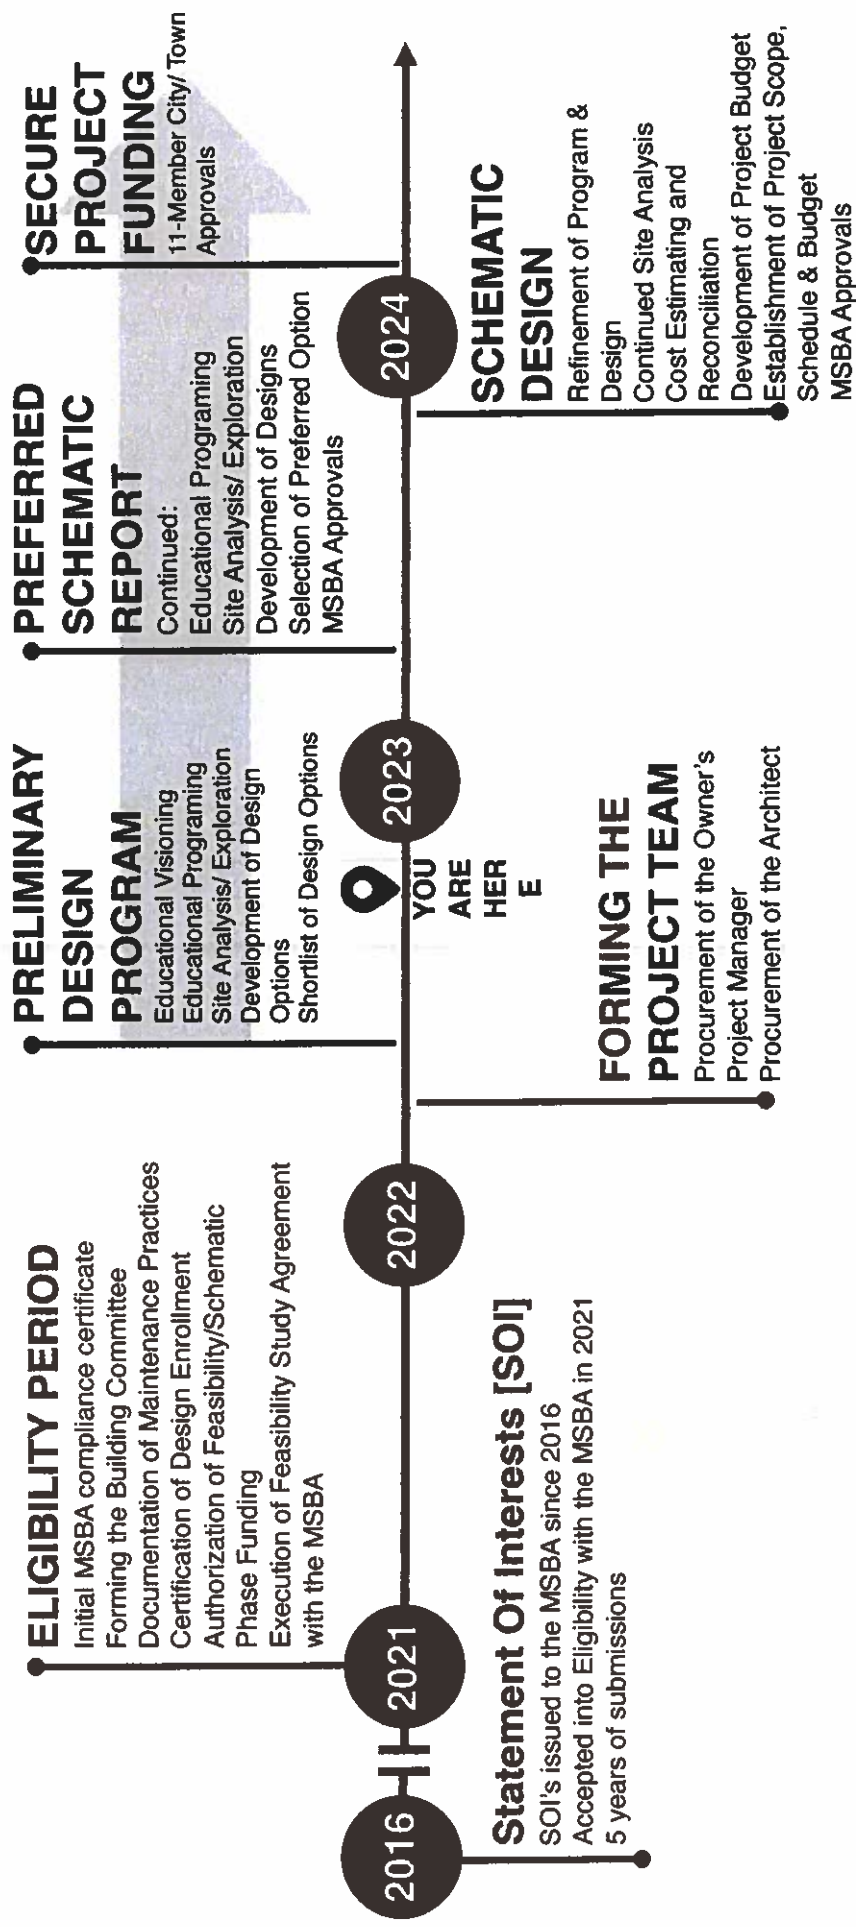 ELIGIBILITY PERIOD
Initial MSBA compliance certificate
Forming the Building Committee
Documentation of Maintenance Practices
Certification of Design Enrollment
Authorization of Feasibility/Schematic
Phase Funding
Execution of Feasibility Study Agreement
with the MSBA
PRELIMINARY
DESIGN
PROGRAM
Educational Visioning
Educational Programing
Site Analysis/ Exploration
Development of Design
Options
Shortlist of Design Options
PREFERRED
SCHEMATIC
REPORT
Continued:
Educational Programing
Site Analysis/ Exploration
Development of Designs
Selection of Preferred Option
MSBA Approvals
SECURE
PROJECT
FUNDING
11-Member City/ Town
Approvals
2016
2021
2022
YOU
ARE
HER
E
2023
2024
Statement Of Interests [SOI]
SOI's issued to the MSBA since 2016
Accepted into Eligibility with the MSBA in 2021
5 years of submissions
FORMING THE
PROJECT TEAM
Procurement of the Owner's
Project Manager
Procurement of the Architect
SCHEMATIC
DESIGN
Refinement of Program &
Design
Continued Site Analysis
Cost Estimating and
Reconciliation
Development of Project Budget
Establishment of Project Scope,
Schedule & Budget
MSBA Approvals